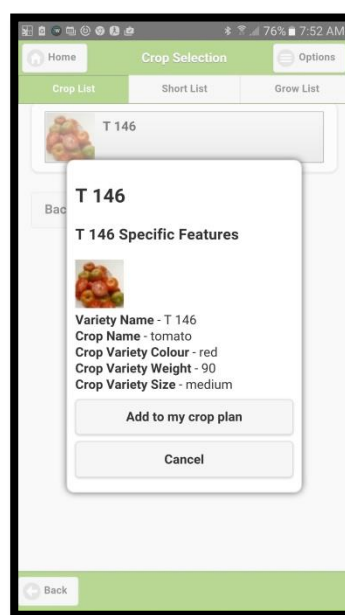 76% 7:52 AM
Home Crop Selection Options
Crop List Short List Grow List
T 146
Bac
T 146
T 146 Specific Features
Variety Name - T 146
Crop Name - tomato
Crop Variety Colour - red
Crop Variety Weight - 90
Crop Variety Size - medium
Add to my crop plan
Cancel
Back